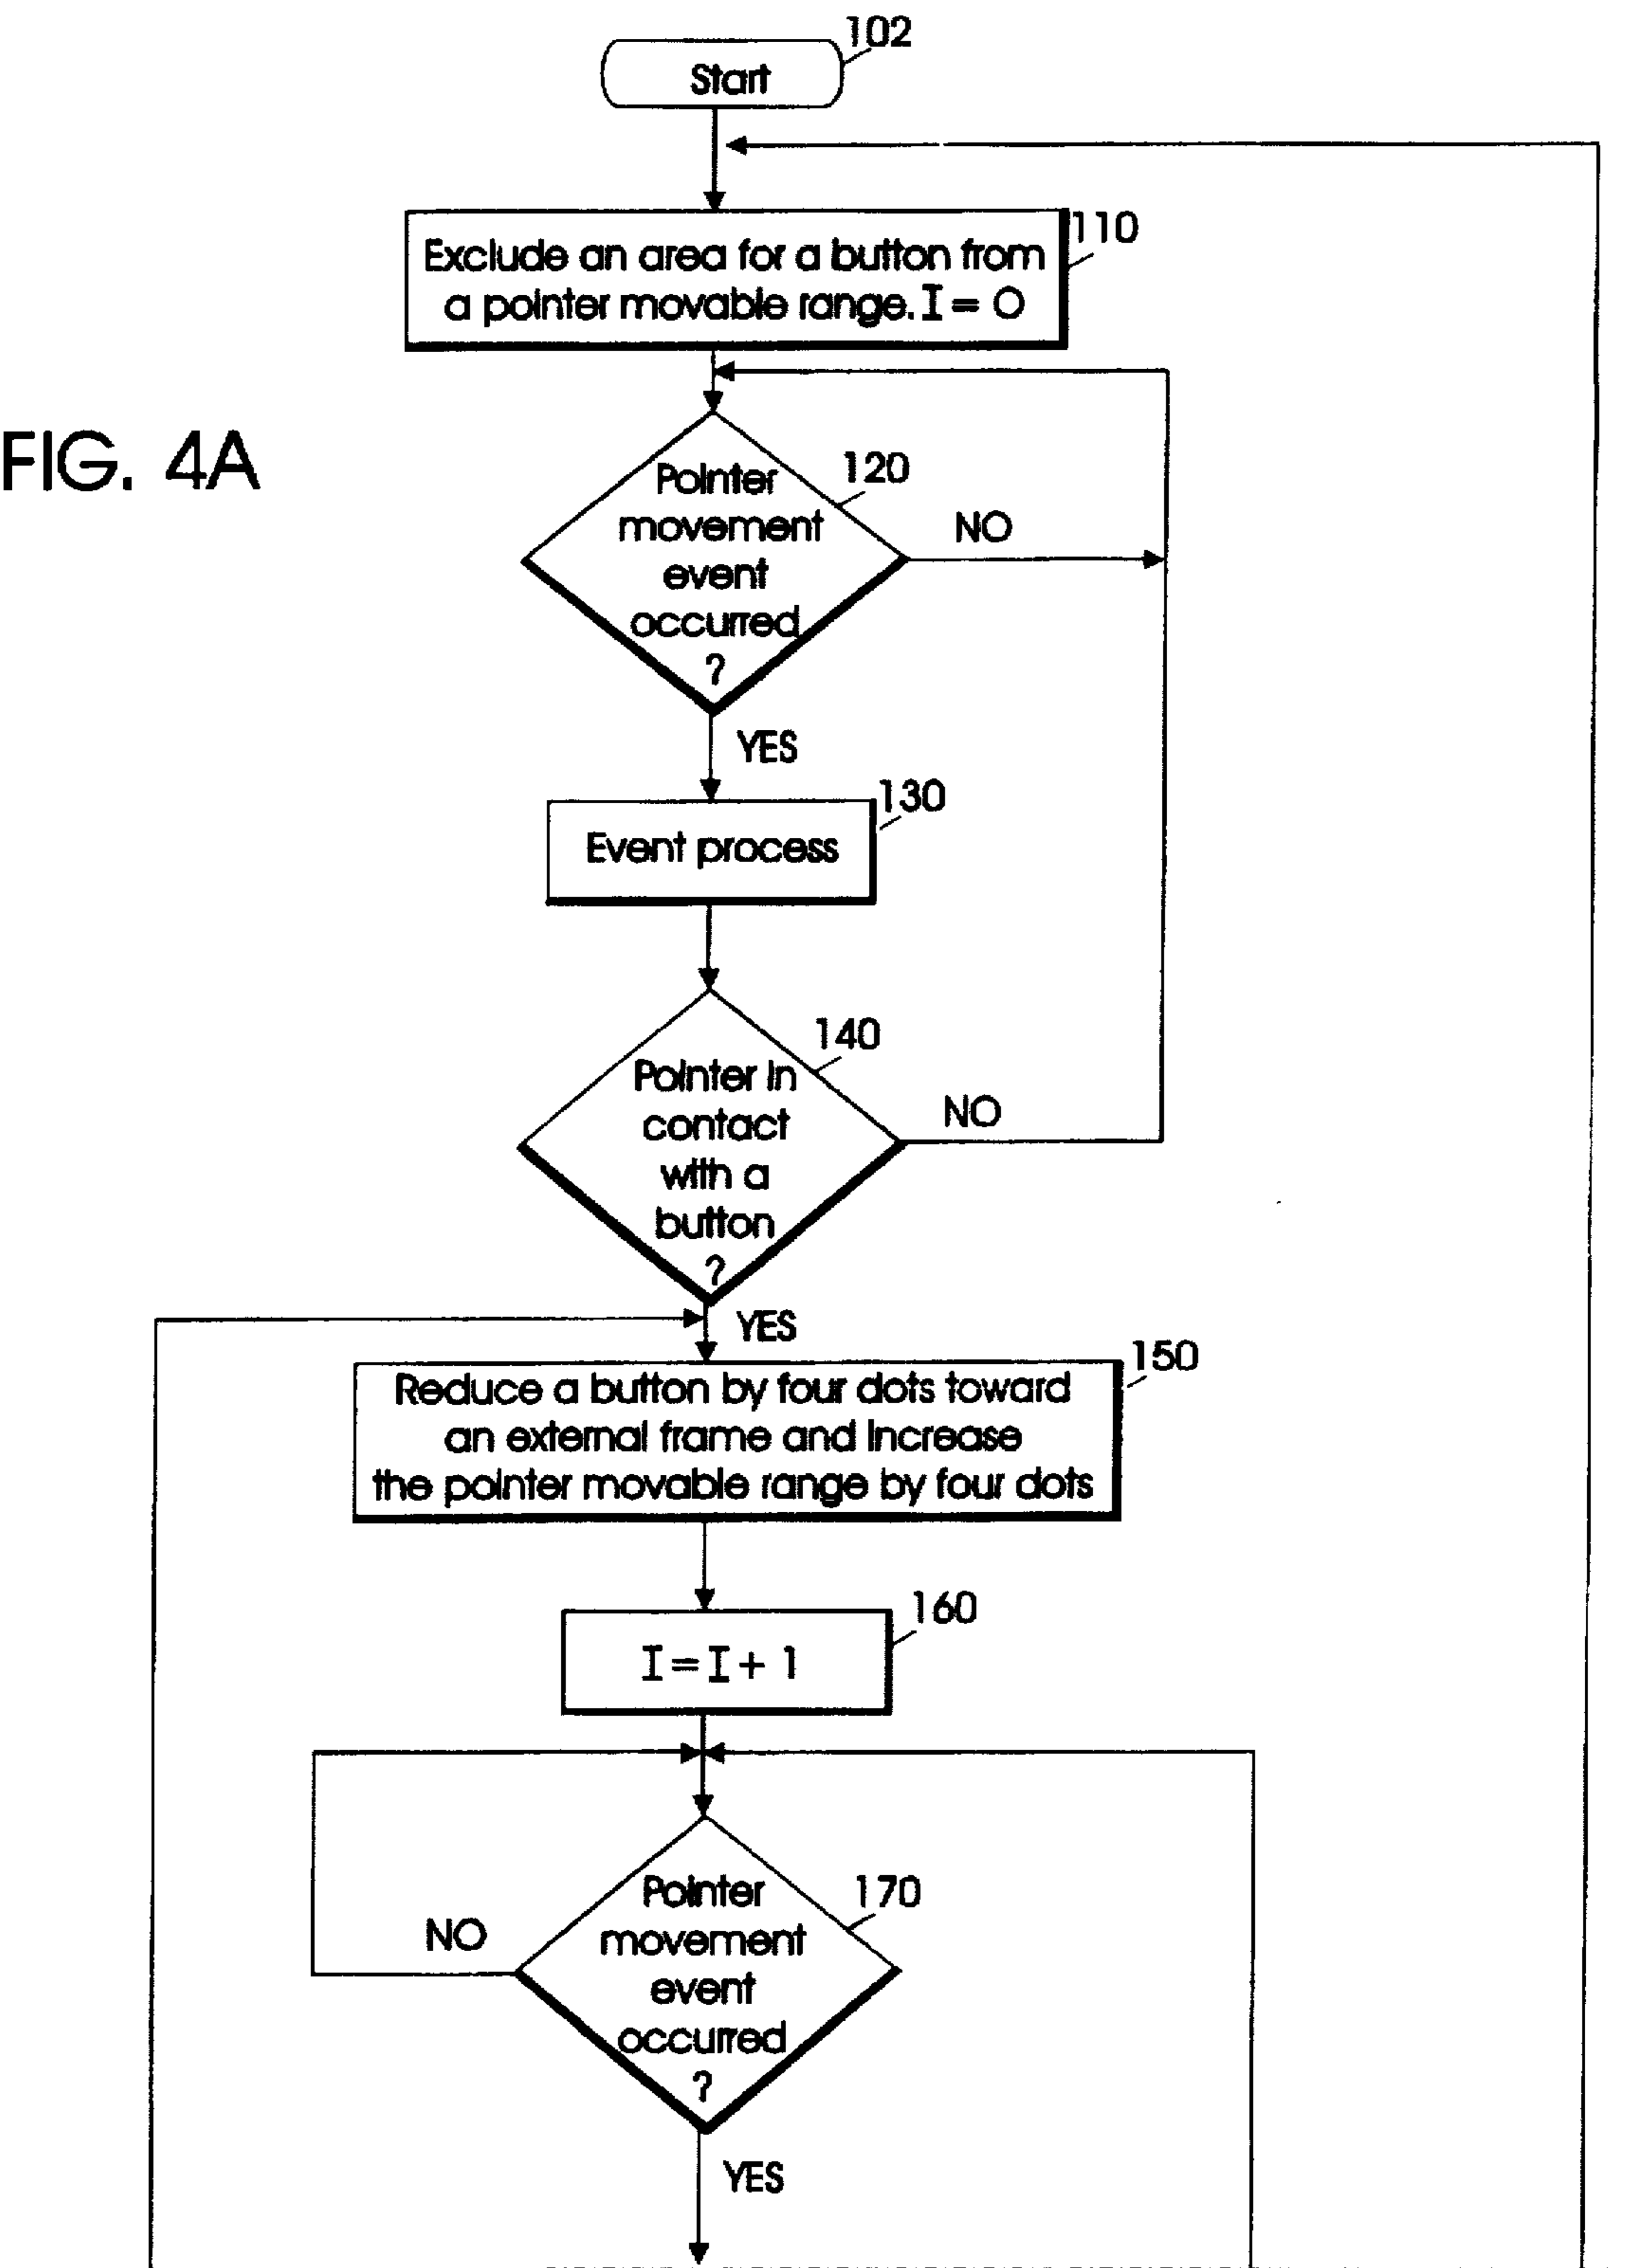 102
Start
110
Exclude an area for a button from
a pointer movable range. I = 0
FIG. 4A
120
Pointer
movement
event
occurred
?
NO
YES
130
Event process
140
Pointer in
contact
with a
button
?
NO
YES
150
Reduce a button by four dots toward
an external frame and increase
the pointer movable range by four dots
160
I = I + 1
170
Pointer
movement
event
occurred
?
NO
YES